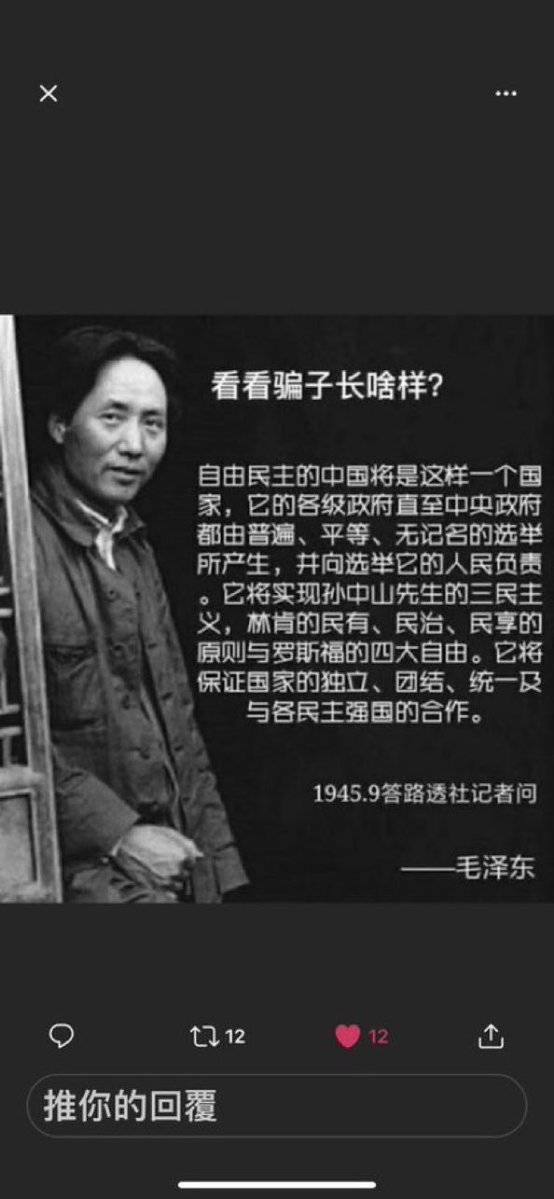 看看骗子长啥样?
自由民主的中国将是这样一个国
家，它的各级政府直至中央政府
都由普遍、平等、无记名的选举
所产生，并向选举它的人民负责
。它将实现孙中山先生的三民主
义，林肯的民有、民治、民享的
原则与罗斯福的四大自由。它将
保证国家的独立、团结、统一及
与各民主强国的合作。
1945.9答路透社记者问
——毛泽东
12 12
推你的回覆